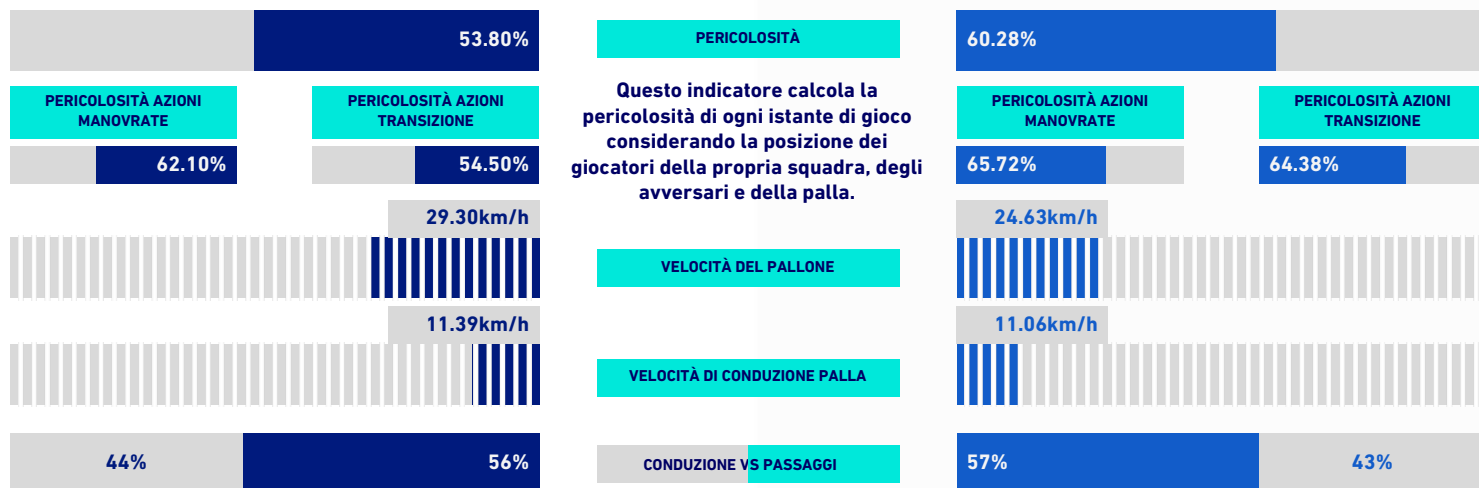 53.80%
PERICOLOSITÀ
60.28%
PERICOLOSITÀ AZIONI
MANOVRATE
PERICOLOSITÀ AZIONI
TRANSIZIONE
62.10%
54.50%
Questo indicatore calcola la
pericolosità di ogni istante di gioco
considerando la posizione dei
giocatori della propria squadra, degli
avversari e della palla.
PERICOLOSITÀ AZIONI
MANOVRATE
PERICOLOSITÀ AZIONI
TRANSIZIONE
65.72%
64.38%
29.30km/h
VELOCITÀ DEL PALLONE
24.63km/h
11.39km/h
VELOCITÀ DI CONDUZIONE PALLA
11.06km/h
44%
56%
CONDUZIONE VS PASSAGGI
57%
43%